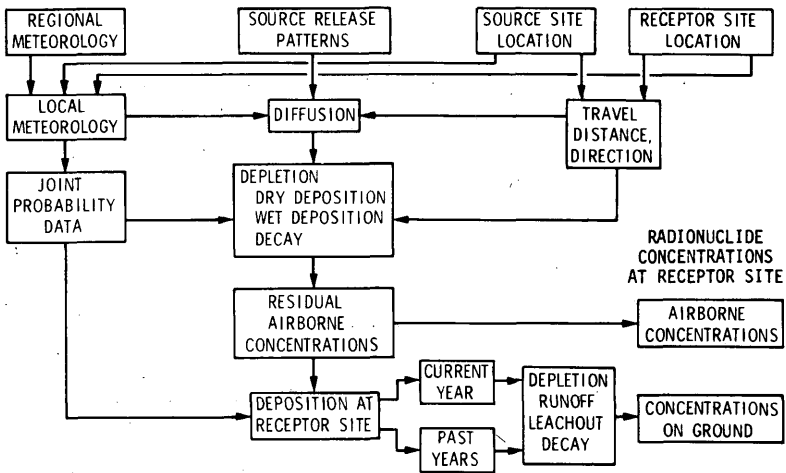 REGIONAL
METEOROLOGY
SOURCE RELEASE
PATTERNS
SOURCE SITE
LOCATION
RECEPTOR SITE
LOCATION
LOCAL
METEOROLOGY
DIFFUSION
TRAVEL
DISTANCE,
DIRECTION
JOINT
PROBABILITY
DATA
DEPLETION
DRY DEPOSITION
WET DEPOSITION
DECAY
RADIONUCLIDE
CONCENTRATIONS
AT RECEPTOR SITE
RESIDUAL
AIRBORNE
CONCENTRATIONS
AIRBORNE
CONCENTRATIONS
DEPOSITION AT
RECEPTOR SITE
CURRENT
YEAR
PAST
YEARS
DEPLETION
RUNOFF
LEACHOUT
DECAY
CONCENTRATIONS
ON GROUND